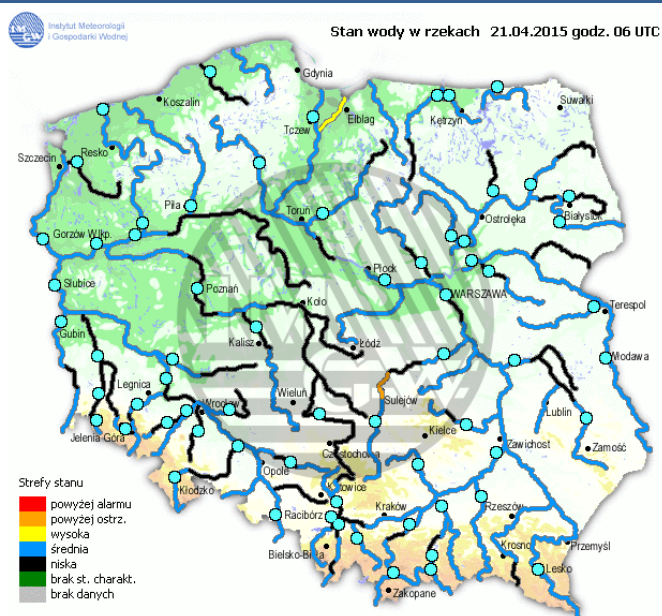 Instytut Meteorologii
i Gospodarki Wodnej
Stan wody w rzekach 21.04.2015 godz. 06 UTC
Gdynia
Koszalin
Suwałki
Elbląg
Kętrzyn
Tczew
Szczecin
Resko
Piła
Toruń
Ostrołęka
Białystok
Gorzów Wlkp.
Płock
Słubice
Poznań
Koło
WARSZAWA
Terespol
Gubin
Kalisz
Łódź
Włodawa
Legnica
Wieluń
Sulejów
Wrocław
Lublin
Jelenia Góra
Kielce
Zawichost
Zamość
Częstochowa
Opole
Kłodzko
Katowice
Racibórz
Kraków
Rzeszów
Bielsko-Biała
Krosno
Przemyśl
Lesko
Zakopane
Strefy stanu
powyżej alarmu
powyżej ostrz.
wysoka
średnia
niska
brak st. charakt.
brak danych